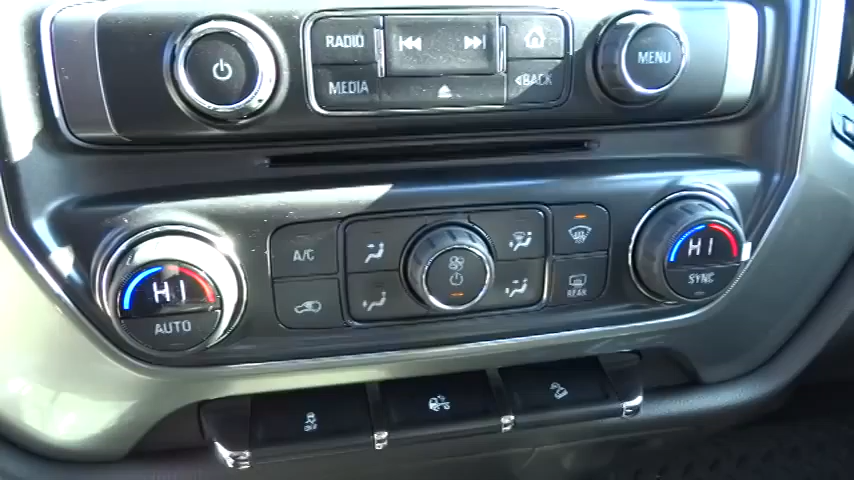 RADIO
MEDIA
BACK
MENU
A/C
REAR
HI
AUTO
HI
SYNC